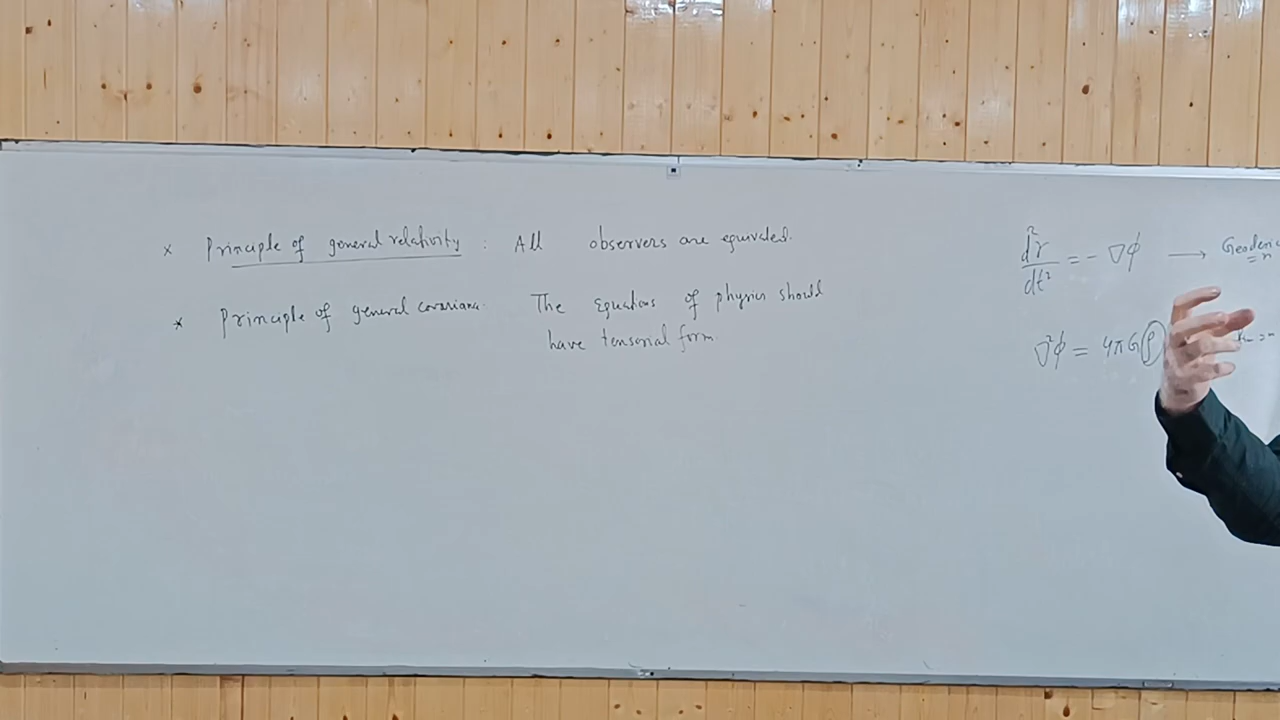 × Principle of general relativity : All observers are equivalent.
* Principle of general covariance. The Equations of physics should
have tensorial form
d²r/dt² = - ∇φ → Geodesic
= n
∇²φ = 4πGρ